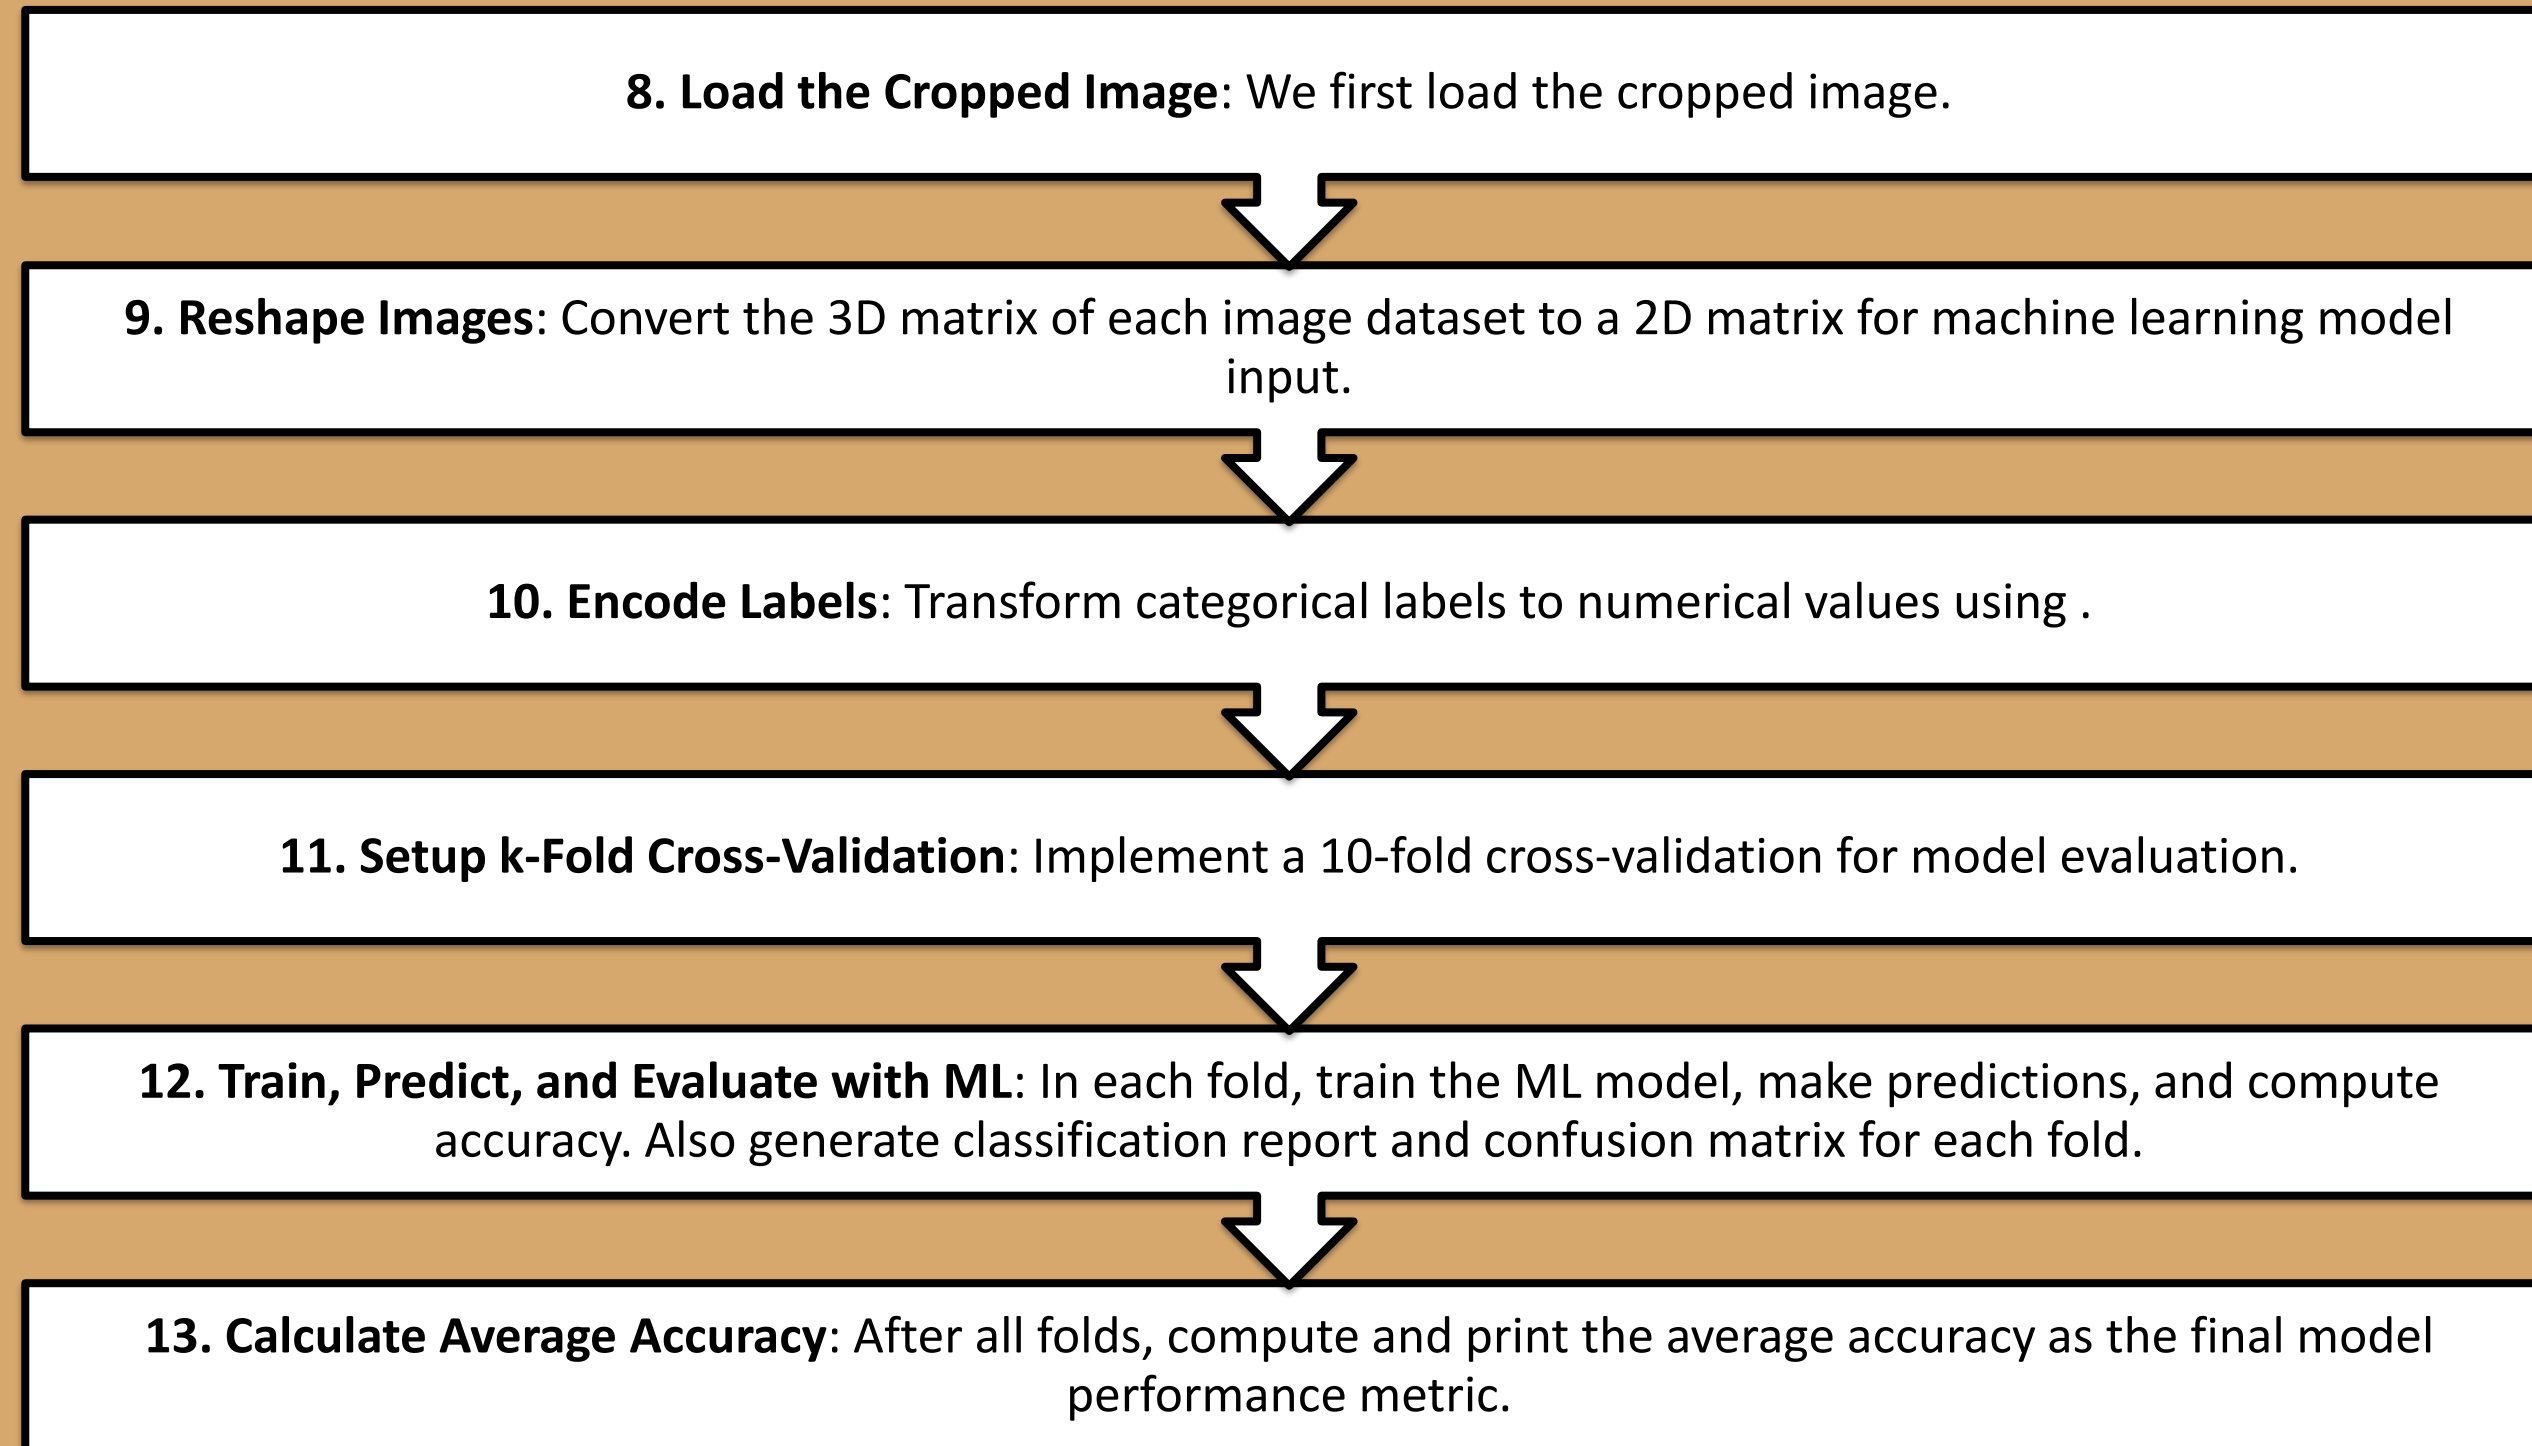 8. Load the Cropped Image: We first load the cropped image.
9. Reshape Images: Convert the 3D matrix of each image dataset to a 2D matrix for machine learning model
input.
10. Encode Labels: Transform categorical labels to numerical values using .
11. Setup k-Fold Cross-Validation: Implement a 10-fold cross-validation for model evaluation.
12. Train, Predict, and Evaluate with ML: In each fold, train the ML model, make predictions, and compute
accuracy. Also generate classification report and confusion matrix for each fold.
13. Calculate Average Accuracy: After all folds, compute and print the average accuracy as the final model
performance metric.